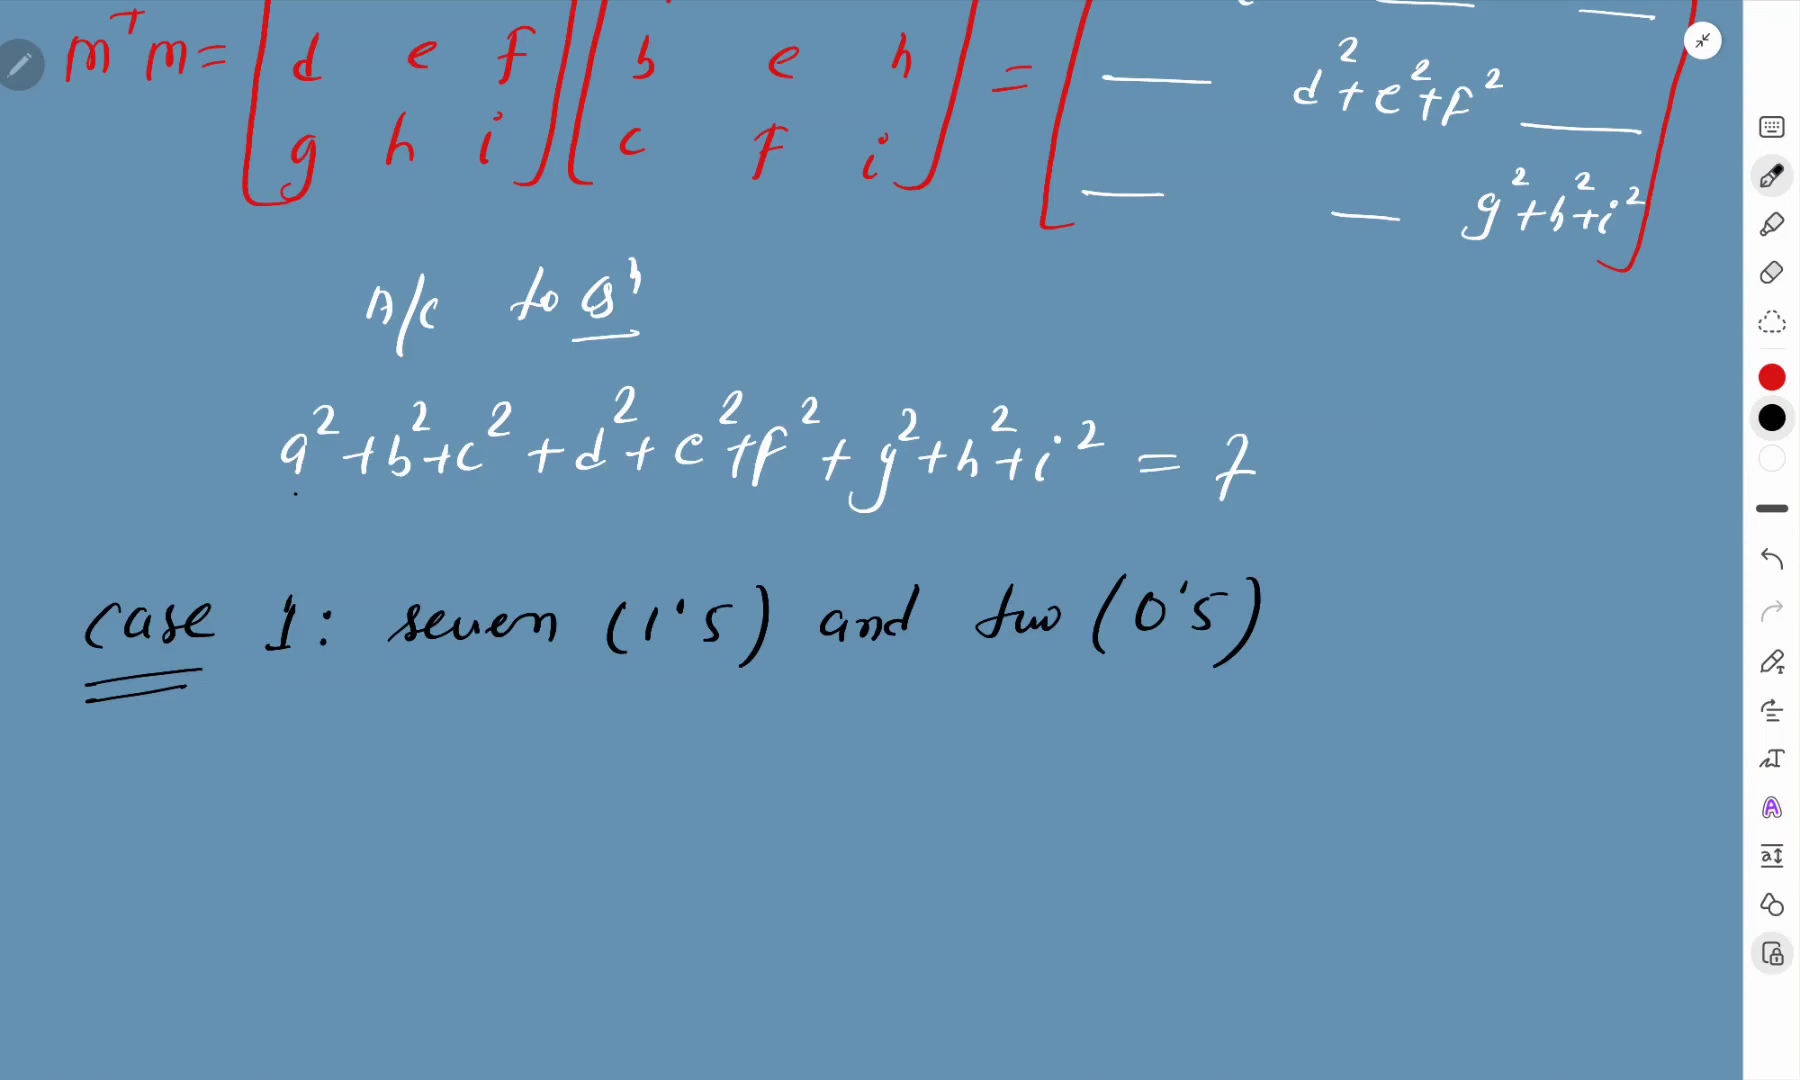 m^T m = [ d e f ] [ b e h ] = [ — d²+e²+f² — ]
g h i c f i — — g²+h²+i²
A/C to Q^n
a²+b²+c²+d²+e²+f²+g²+h²+i² = 7
Case 1: seven (1's) and two (0's)